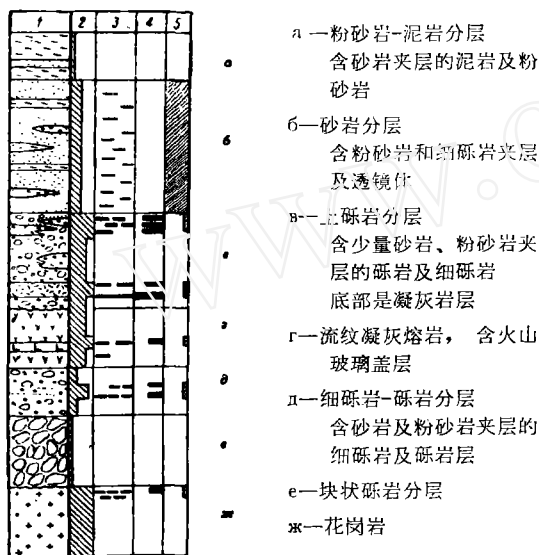 1 2 3 4 5
а
б
в
г
д
е
ж
а—粉砂岩-泥岩分层
含砂岩夹层的泥岩及粉
砂岩
б—砂岩分层
含粉砂岩和细砾岩夹层
及透镜体
в—上砾岩分层
含少量砂岩、粉砂岩夹
层的砾岩及细砾岩
底部是凝灰岩层
г—流纹凝灰熔岩，含火山
玻璃盖层
д—细砾岩-砾岩分层
含砂岩及粉砂岩夹层的
细砾岩及砾岩层
е—块状砾岩分层
ж—花岗岩
www.